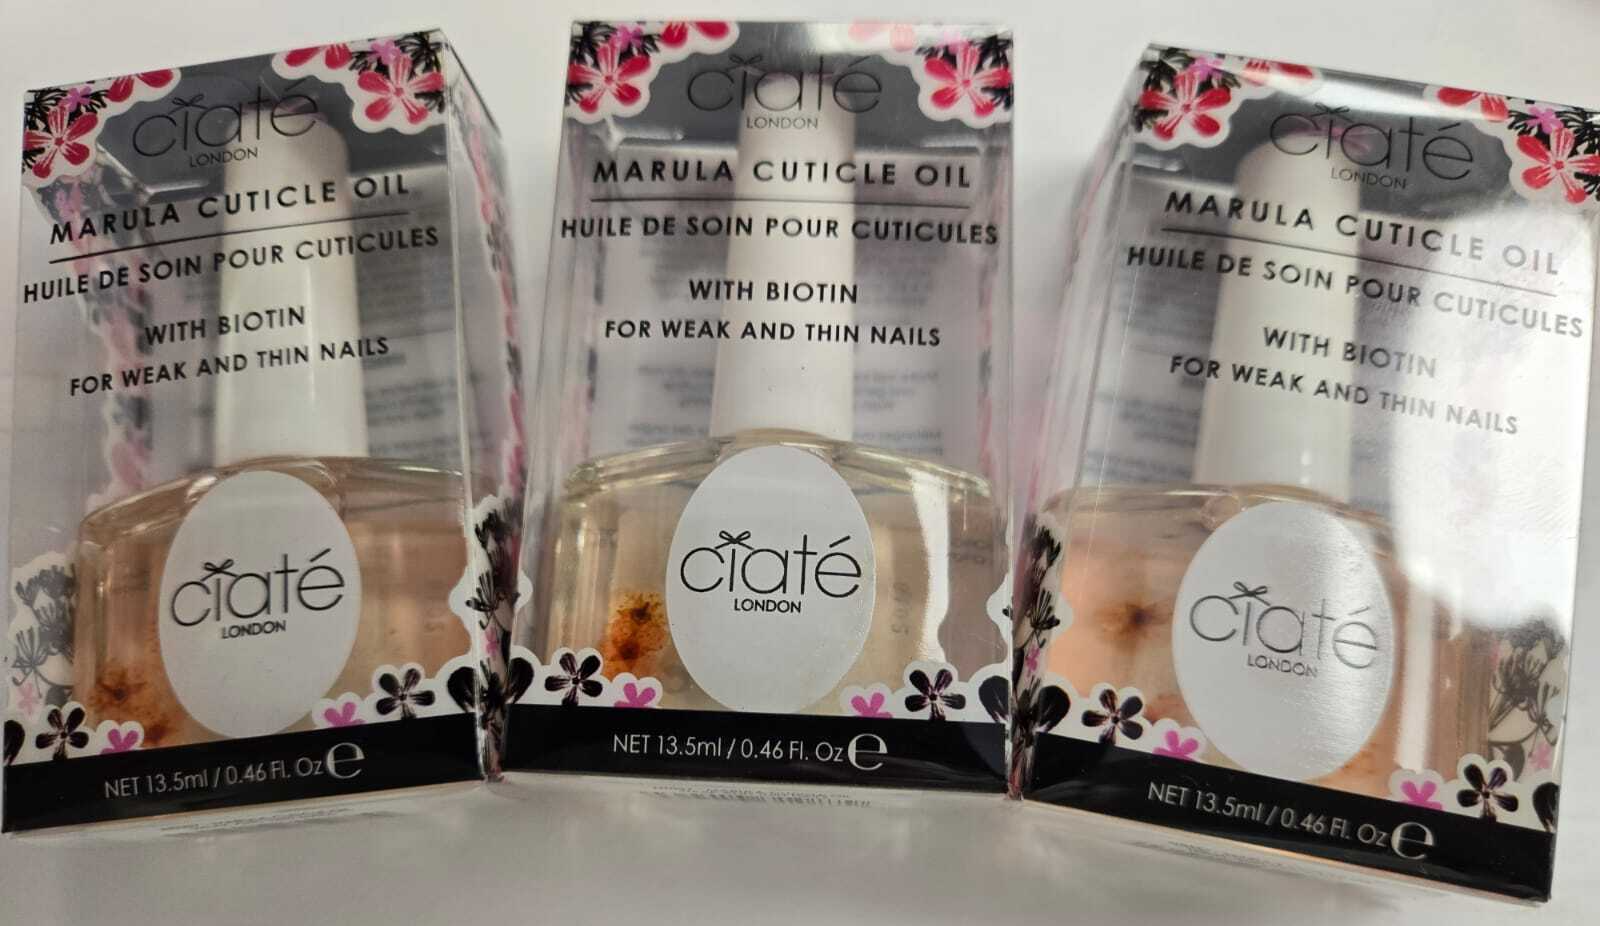 ciaté
LONDON
MARULA CUTICLE OIL
HUILE DE SOIN POUR CUTICULES
WITH BIOTIN
FOR WEAK AND THIN NAILS
ciaté
LONDON
NET 13.5ml / 0.46 Fl. Oz ℮
ciaté
LONDON
MARULA CUTICLE OIL
HUILE DE SOIN POUR CUTICULES
WITH BIOTIN
FOR WEAK AND THIN NAILS
ciaté
LONDON
NET 13.5ml / 0.46 Fl. Oz ℮
ciaté
LONDON
MARULA CUTICLE OIL
HUILE DE SOIN POUR CUTICULES
WITH BIOTIN
FOR WEAK AND THIN NAILS
ciaté
LONDON
NET 13.5ml / 0.46 Fl. Oz ℮